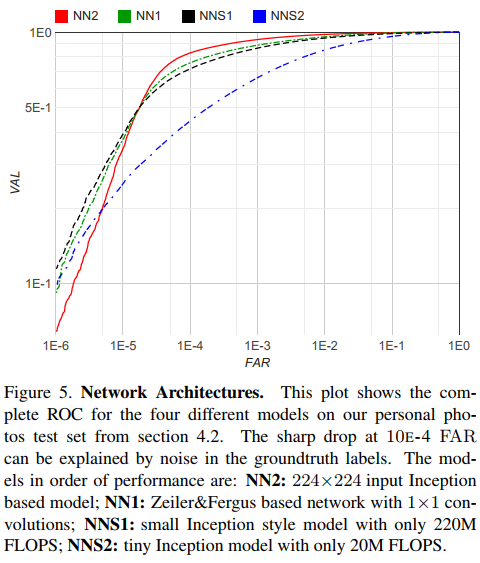 NN2 NN1 NNS1 NNS2
1E0
5E-1
VAL
1E-1
1E-6 1E-5 1E-4 1E-3 1E-2 1E-1 1E0
FAR
Figure 5. Network Architectures. This plot shows the com-
plete ROC for the four different models on our personal pho-
tos test set from section 4.2. The sharp drop at 10E-4 FAR
can be explained by noise in the groundtruth labels. The mod-
els in order of performance are: NN2: 224×224 input Inception
based model; NN1: Zeiler&Fergus based network with 1×1 con-
volutions; NNS1: small Inception style model with only 220M
FLOPS; NNS2: tiny Inception model with only 20M FLOPS.